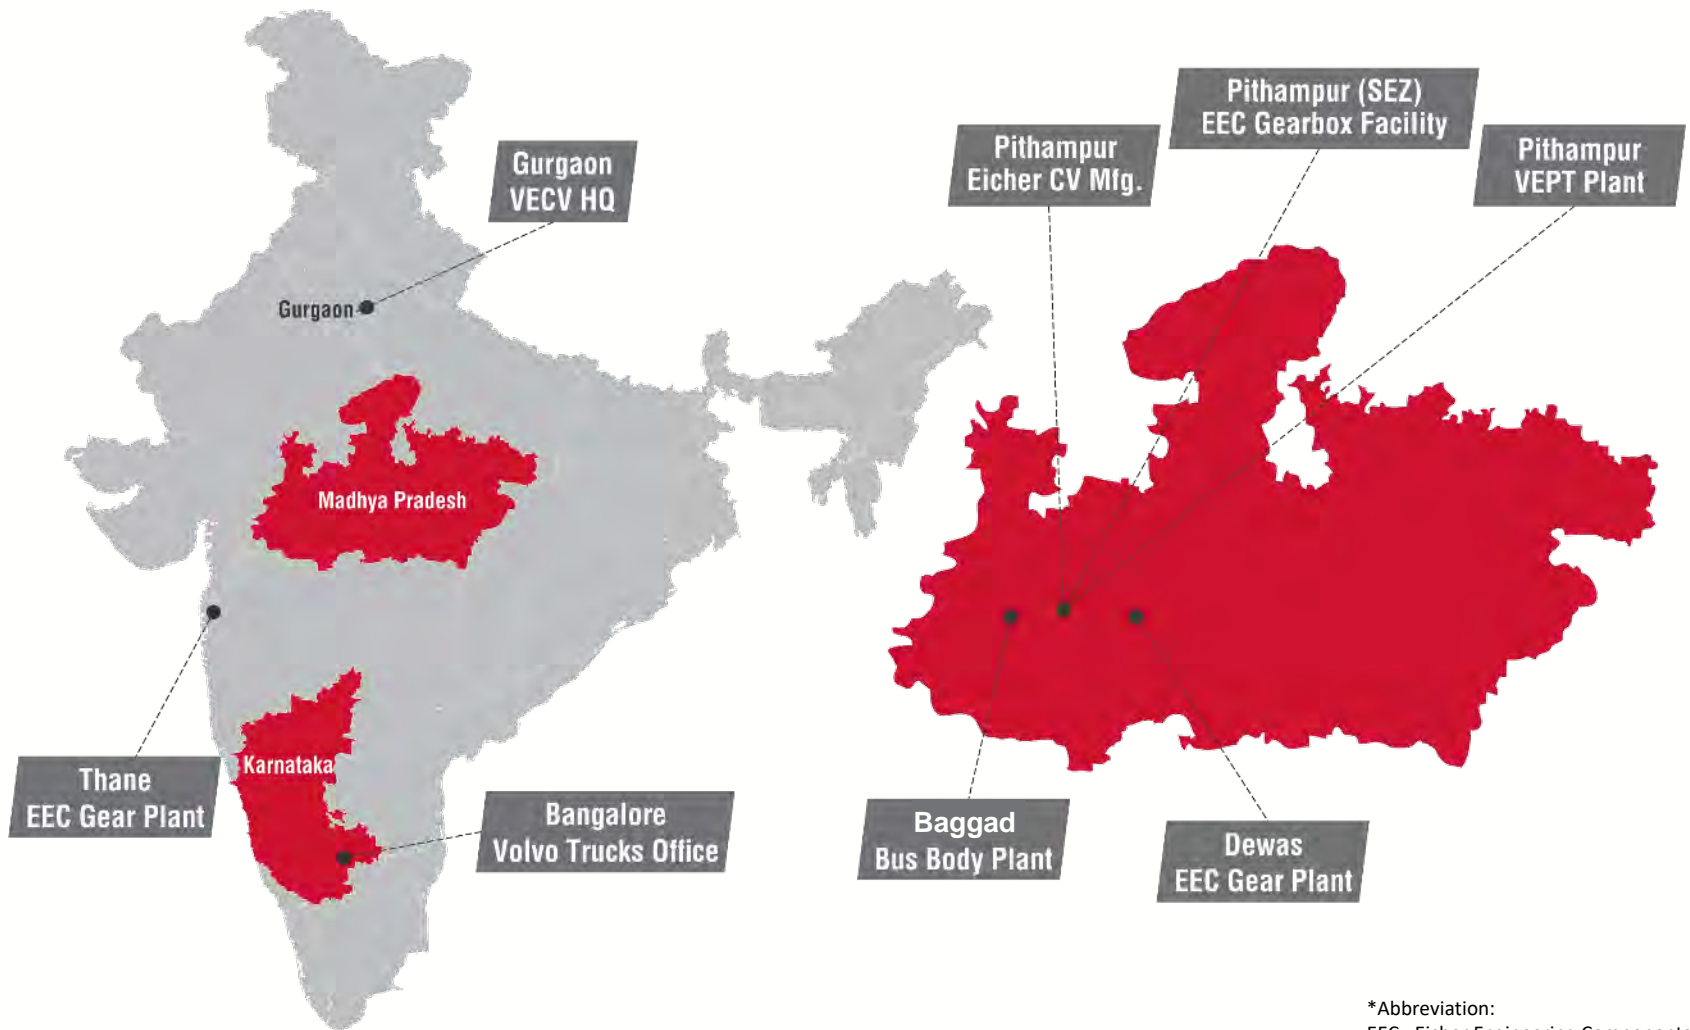 Pithampur (SEZ)
EEC Gearbox Facility
Pithampur
Eicher CV Mfg.
Pithampur
VEPT Plant
Gurgaon
VECV HQ
Gurgaon
Madhya Pradesh
Karnataka
Thane
EEC Gear Plant
Bangalore
Volvo Trucks Office
Baggad
Bus Body Plant
Dewas
EEC Gear Plant
*Abbreviation: